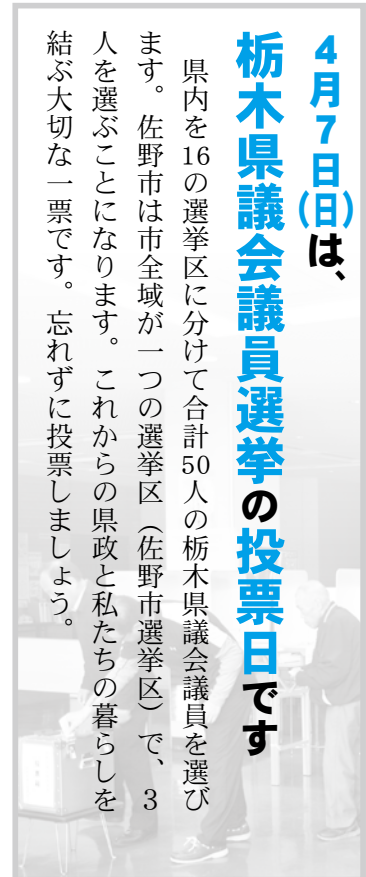 4月7日(日)は、
栃木県議会議員選挙の投票日です
県内を16の選挙区に分けて合計50人の栃木県議会議員を選び
ます。佐野市は市全域が一つの選挙区（佐野市選挙区）で、3
人を選ぶことになります。これからの県政と私たちの暮らしを
結ぶ大切な一票です。忘れずに投票しましょう。